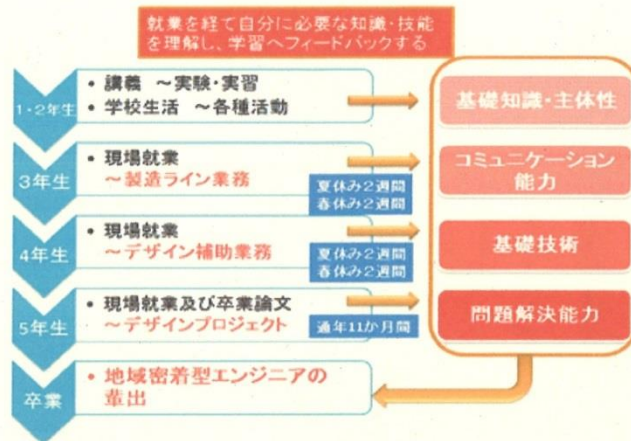 就業を経て自分に必要な知識・技能
を理解し、学習へフィードバックする
1・2年生
• 講義 ～実験・実習
• 学校生活 ～各種活動
基礎知識・主体性
3年生
• 現場就業
～製造ライン業務
夏休み2週間
春休み2週間
コミュニケーション
能力
4年生
• 現場就業
～デザイン補助業務
夏休み2週間
春休み2週間
基礎技術
5年生
• 現場就業及び卒業論文
～デザインプロジェクト
通年11か月間
問題解決能力
卒業
• 地域密着型エンジニアの
輩出